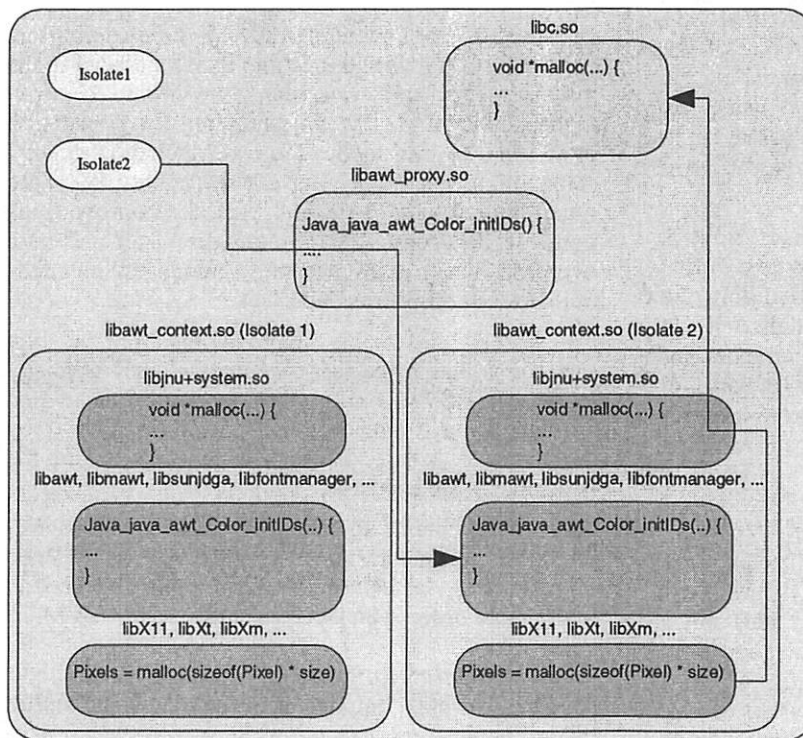 libc.so
void *malloc(...) {
...
}
Isolate1
Isolate2
libawt_proxy.so
Java_java_awt_Color_initIDs() {
....
}
libawt_context.so (Isolate 1)
libjnu+system.so
void *malloc(...) {
...
}
libawt, libmawt, libsunjdga, libfontmanager, ...
Java_java_awt_Color_initIDs(..) {
...
}
libX11, libXt, libXm, ...
Pixels = malloc(sizeof(Pixel) * size)
libawt_context.so (Isolate 2)
libjnu+system.so
void *malloc(...) {
...
}
libawt, libmawt, libsunjdga, libfontmanager, ...
Java_java_awt_Color_initIDs(..) {
...
}
libX11, libXt, libXm, ...
Pixels = malloc(sizeof(Pixel) * size)